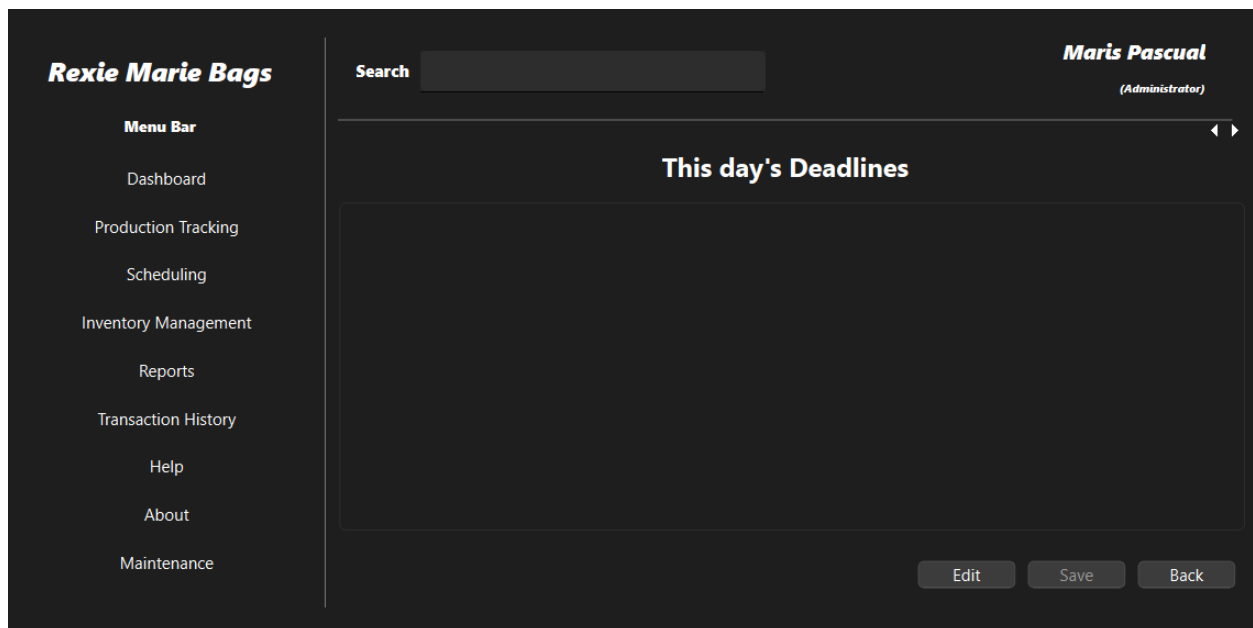 Rexie Marie Bags
Menu Bar
Dashboard
Production Tracking
Scheduling
Inventory Management
Reports
Transaction History
Help
About
Maintenance
Search
Maris Pascual
(Administrator)
This day's Deadlines
Edit
Save
Back